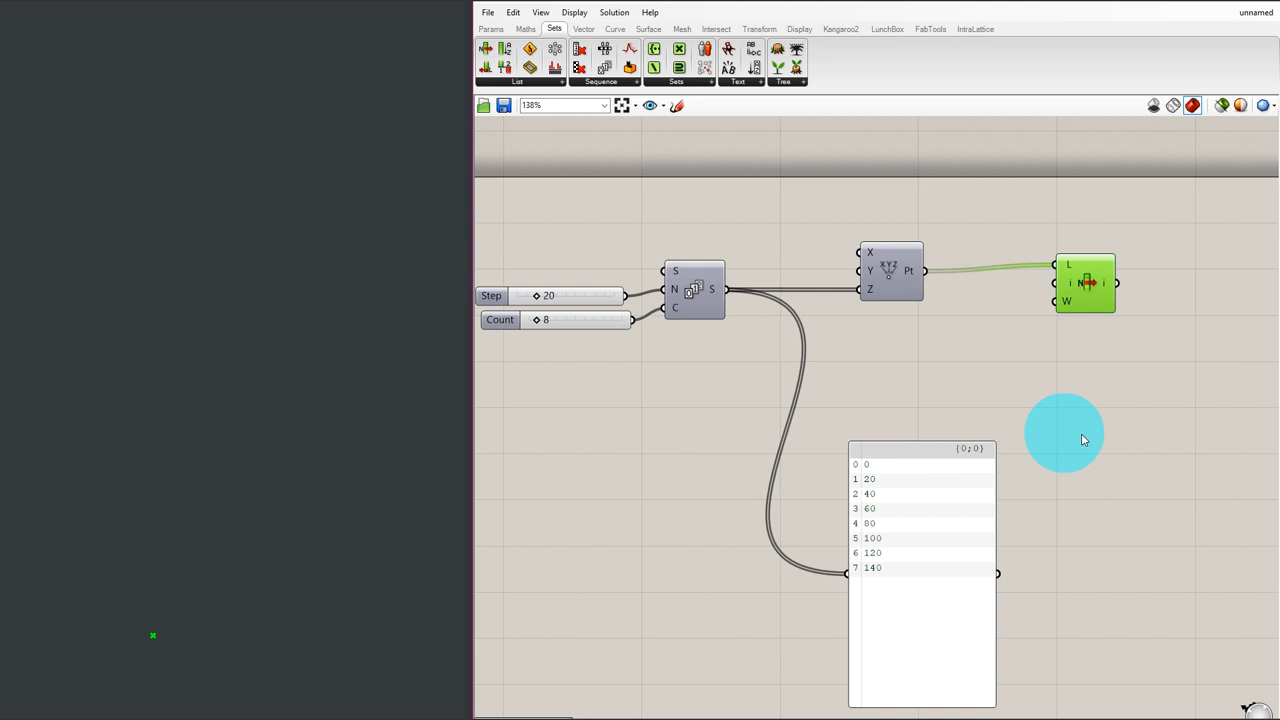 File Edit View Display Solution Help
unnamed
Params Maths Sets Vector Curve Surface Mesh Intersect Transform Display Kangaroo2 LunchBox FabTools IntraLattice
List Sequence Sets Text Tree
138%
X
Y Pt
Z
L
i N i
W
S
N S
C
Step 20
Count 8
{0;0}
0 0
1 20
2 40
3 60
4 80
5 100
6 120
7 140